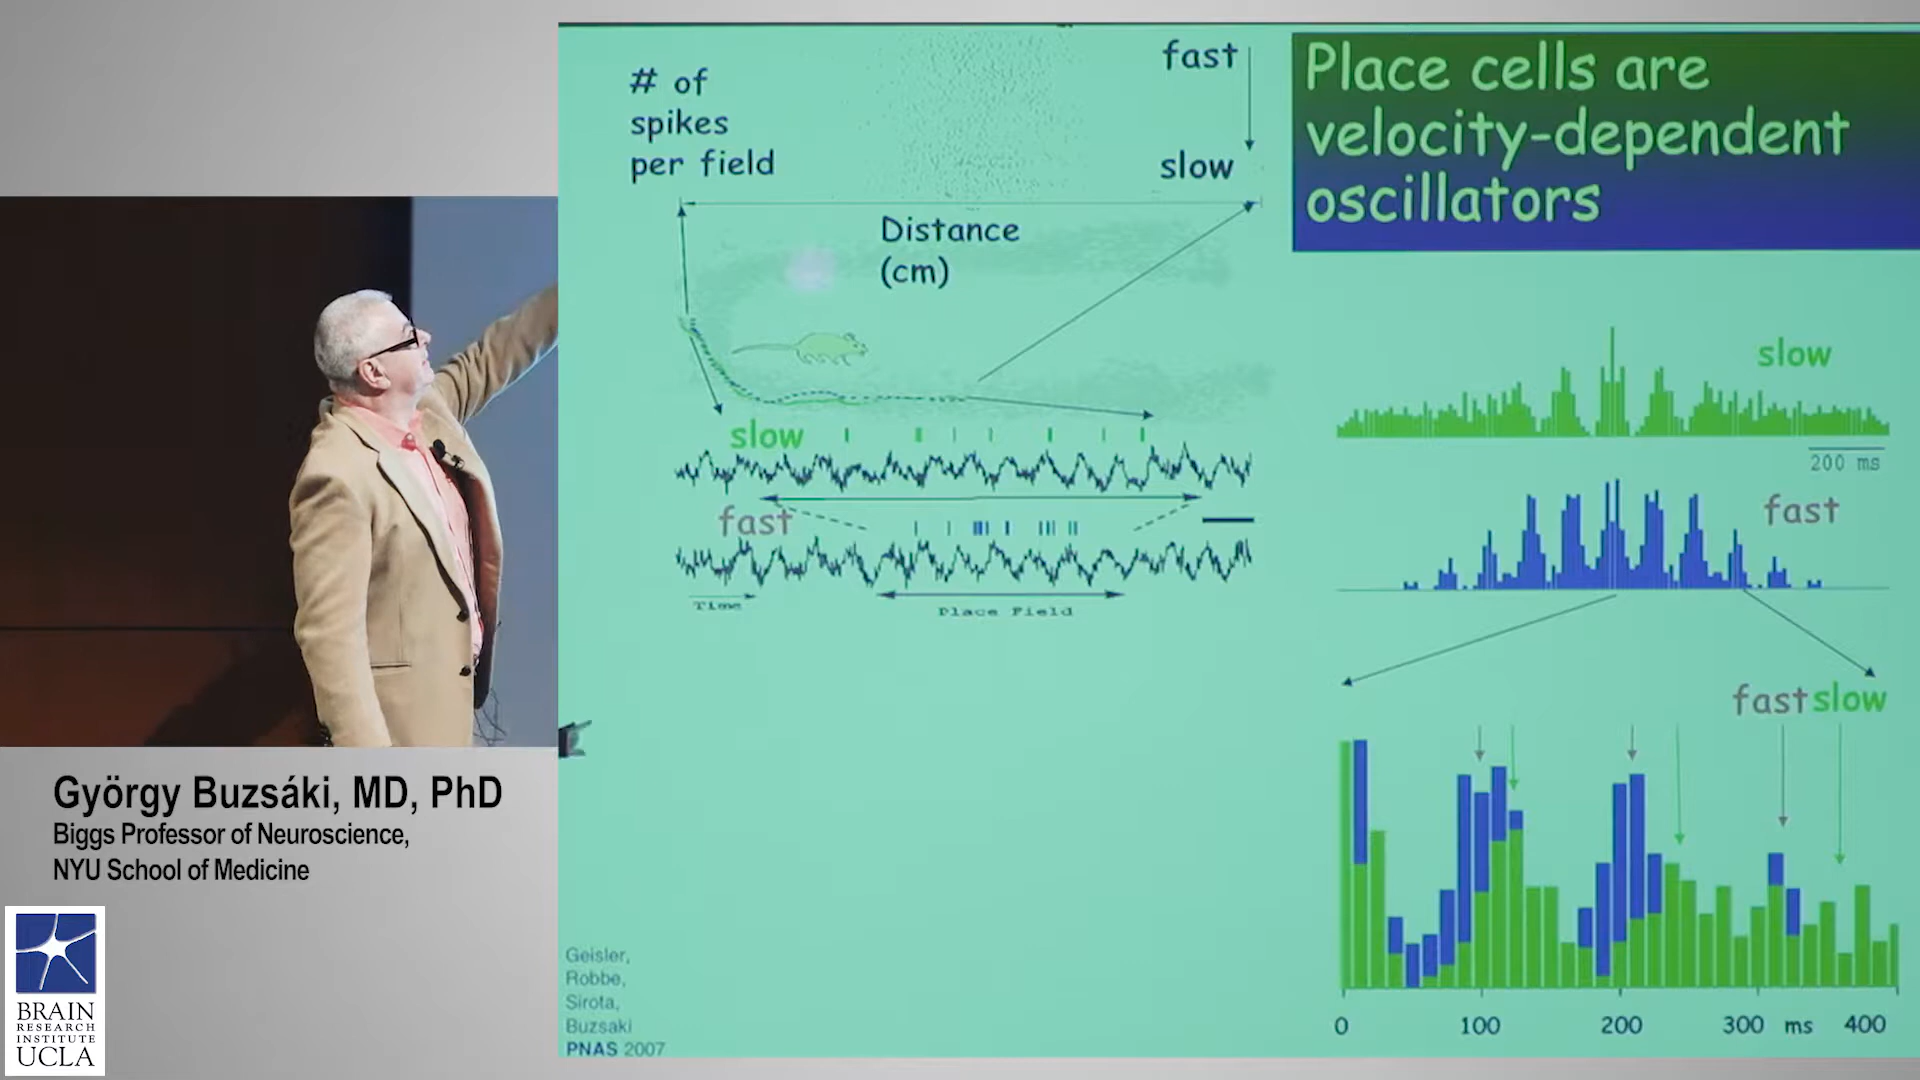 # of
spikes
per field
fast
slow
Distance
(cm)
Place cells are
velocity-dependent
oscillators
slow
200 ms
fast
slow
fast
Time
Place Field
fast slow
0 100 200 300 ms 400
György Buzsáki, MD, PhD
Biggs Professor of Neuroscience,
NYU School of Medicine
BRAIN
RESEARCH
INSTITUTE
UCLA
Geisler,
Robbe,
Sirota,
Buzsaki
PNAS 2007